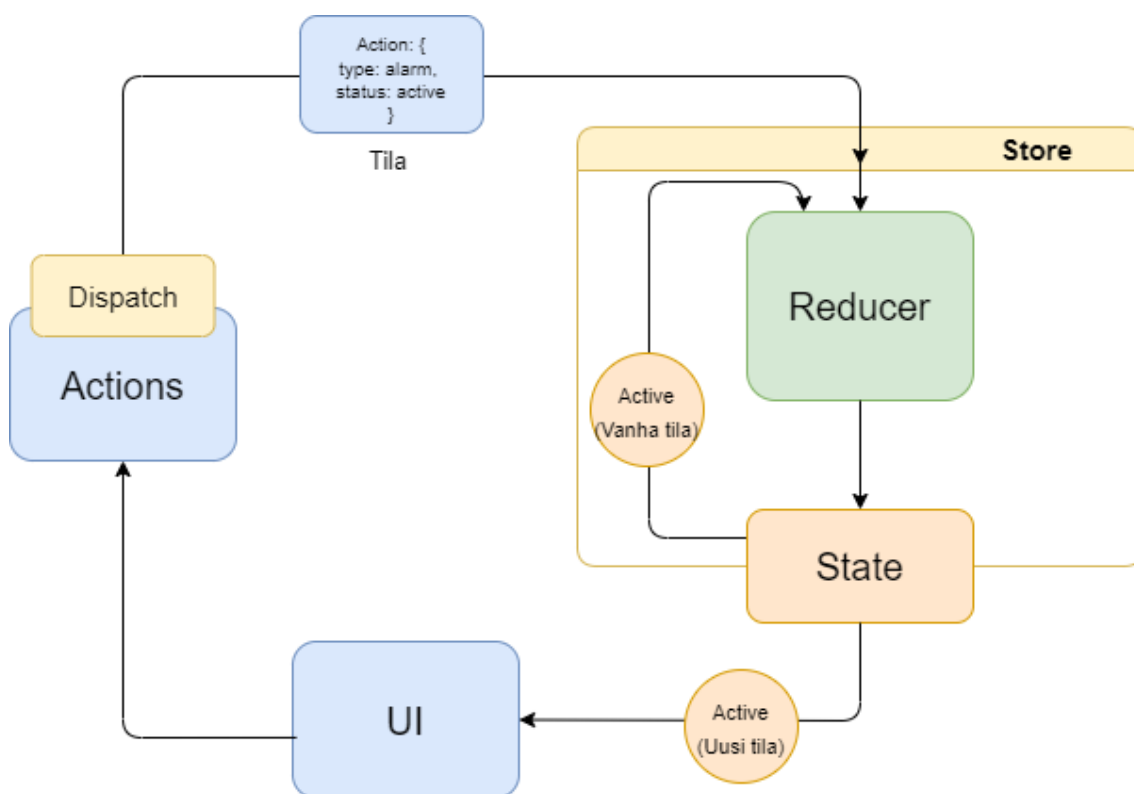 Action: {
type: alarm,
status: active
}
Tila
Store
Dispatch
Actions
Reducer
Active
(Vanha tila)
State
UI
Active
(Uusi tila)